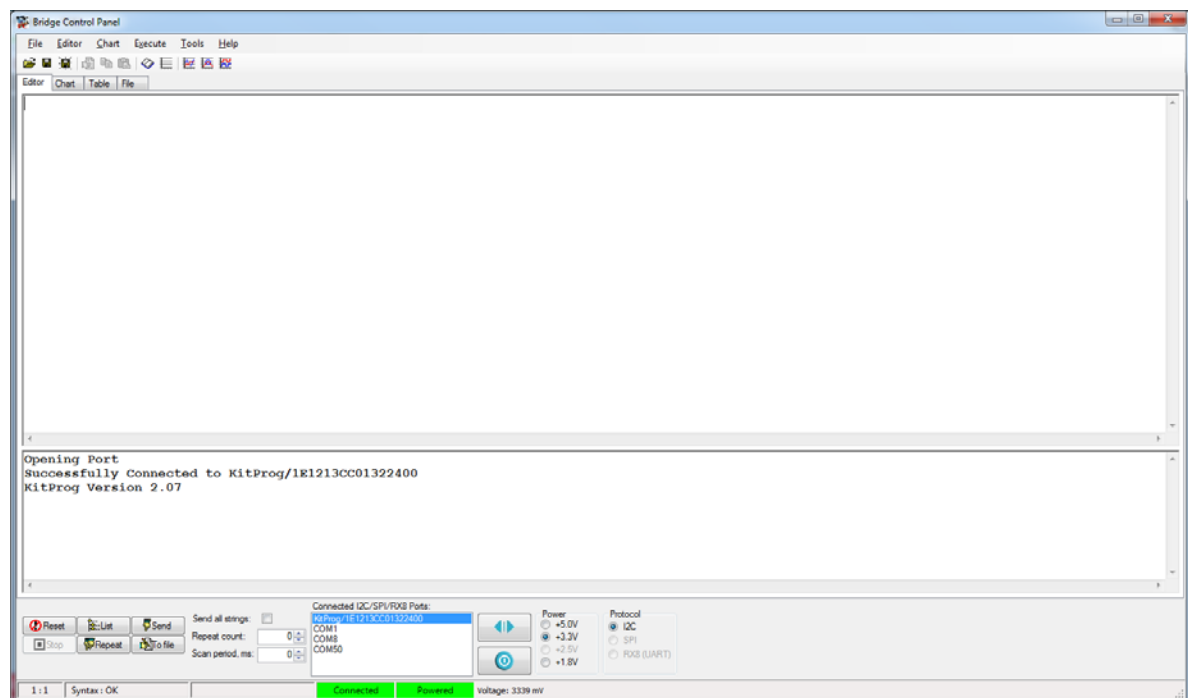 Bridge Control Panel
File Editor Chart Execute Tools Help
Editor Chart Table File
Opening Port
Successfully Connected to KitProg/1E1213CC01322400
KitProg Version 2.07
Connected I2C/SPI/RX8 Ports:
Reset List Send
Stop Repeat To file
Send all strings:
Repeat count: 0
Scan period, ms: 0
KitProg/1E1213CC01322400
COM1
COM8
COM50
Power
+5.0V
+3.3V
+2.5V
+1.8V
Protocol
I2C
SPI
RX8 (UART)
1:1 Syntax: OK Connected Powered Voltage: 3339 mV